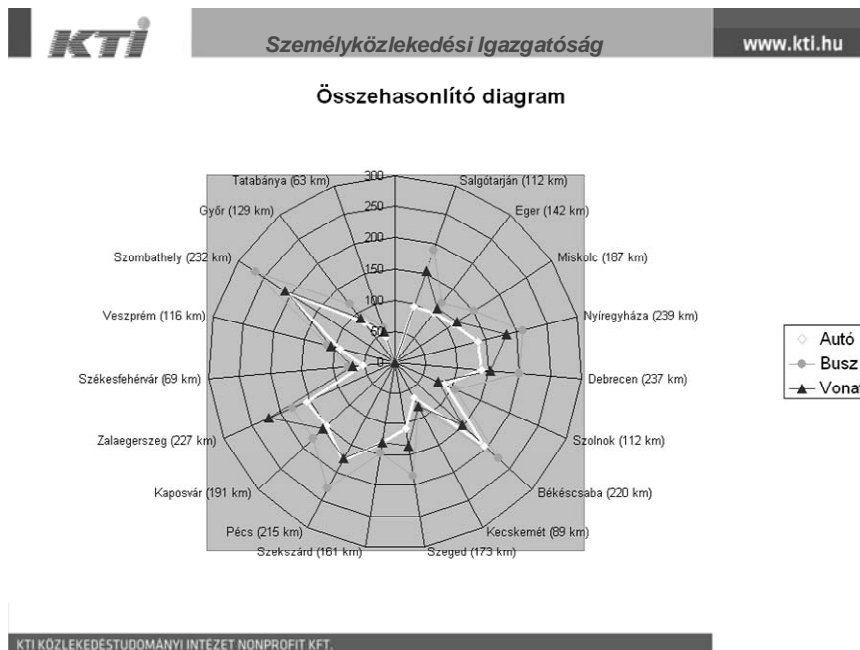 KTI
Személyközlekedési Igazgatóság
www.kti.hu
Összehasonlító diagram
300
250
200
150
100
50
0
Salgótarján (112 km)
Eger (142 km)
Miskolc (187 km)
Nyíregyháza (239 km)
Debrecen (237 km)
Szolnok (112 km)
Békéscsaba (220 km)
Kecskemét (89 km)
Szeged (173 km)
Szekszárd (161 km)
Pécs (215 km)
Kaposvár (191 km)
Zalaegerszeg (227 km)
Székesfehérvár (69 km)
Veszprém (116 km)
Szombathely (232 km)
Győr (129 km)
Tatabánya (63 km)
Autó
Busz
Vonat
KTI KÖZLEKEDÉSTUDOMÁNYI INTÉZET NONPROFIT KFT.